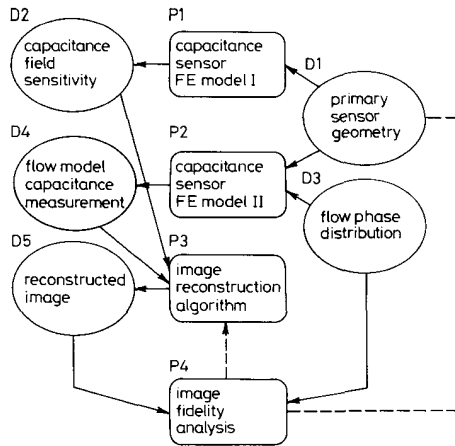 D2
P1
capacitance
field
sensitivity
capacitance
sensor
FE model I
D1
primary
sensor
geometry
D4
P2
flow model
capacitance
measurement
capacitance
sensor
FE model II
D3
flow phase
distribution
D5
P3
reconstructed
image
image
reconstruction
algorithm
P4
image
fidelity
analysis